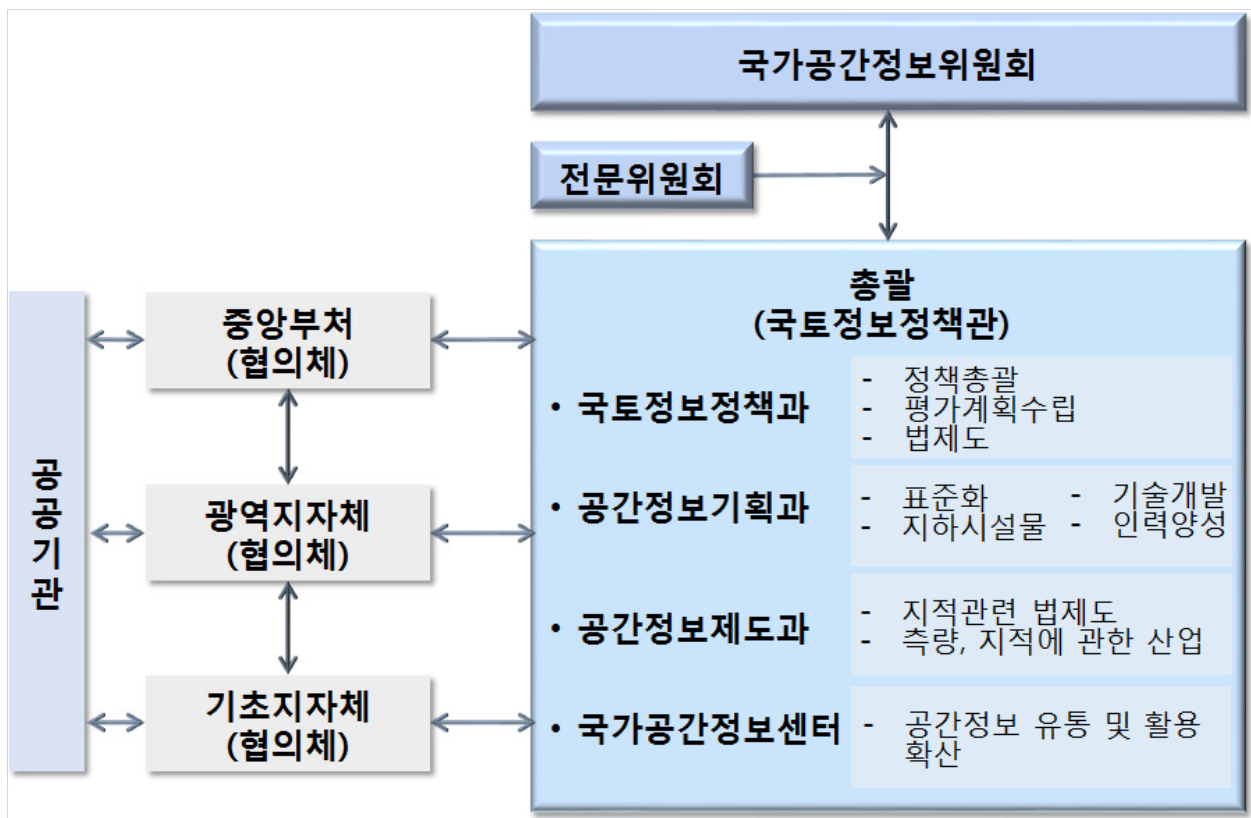 국가공간정보위원회
전문위원회
총괄
(국토정보정책관)
• 국토정보정책과
- 정책총괄
- 평가계획수립
- 법제도
• 공간정보기획과
- 표준화 - 기술개발
- 지하시설물 - 인력양성
• 공간정보제도과
- 지적관련 법제도
- 측량, 지적에 관한 산업
• 국가공간정보센터
- 공간정보 유통 및 활용
확산
중앙부처
(협의체)
광역지자체
(협의체)
기초지자체
(협의체)
공공기관